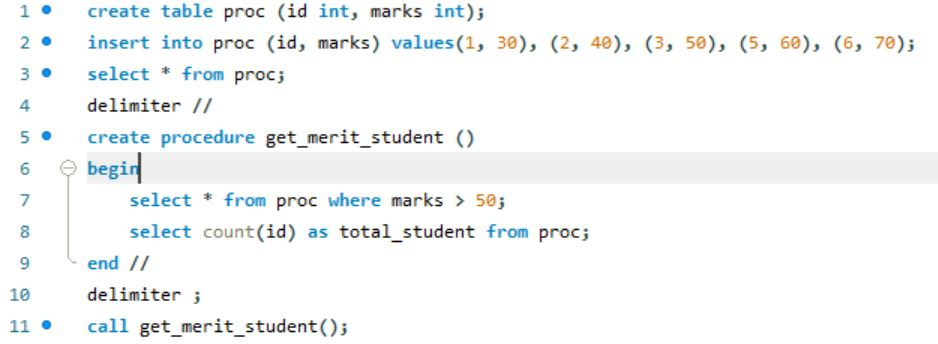 1 create table proc (id int, marks int);
2 insert into proc (id, marks) values(1, 30), (2, 40), (3, 50), (5, 60), (6, 70);
3 select * from proc;
4 delimiter //
5 create procedure get_merit_student ()
6 begin
7 select * from proc where marks > 50;
8 select count(id) as total_student from proc;
9 end //
10 delimiter ;
11 call get_merit_student();